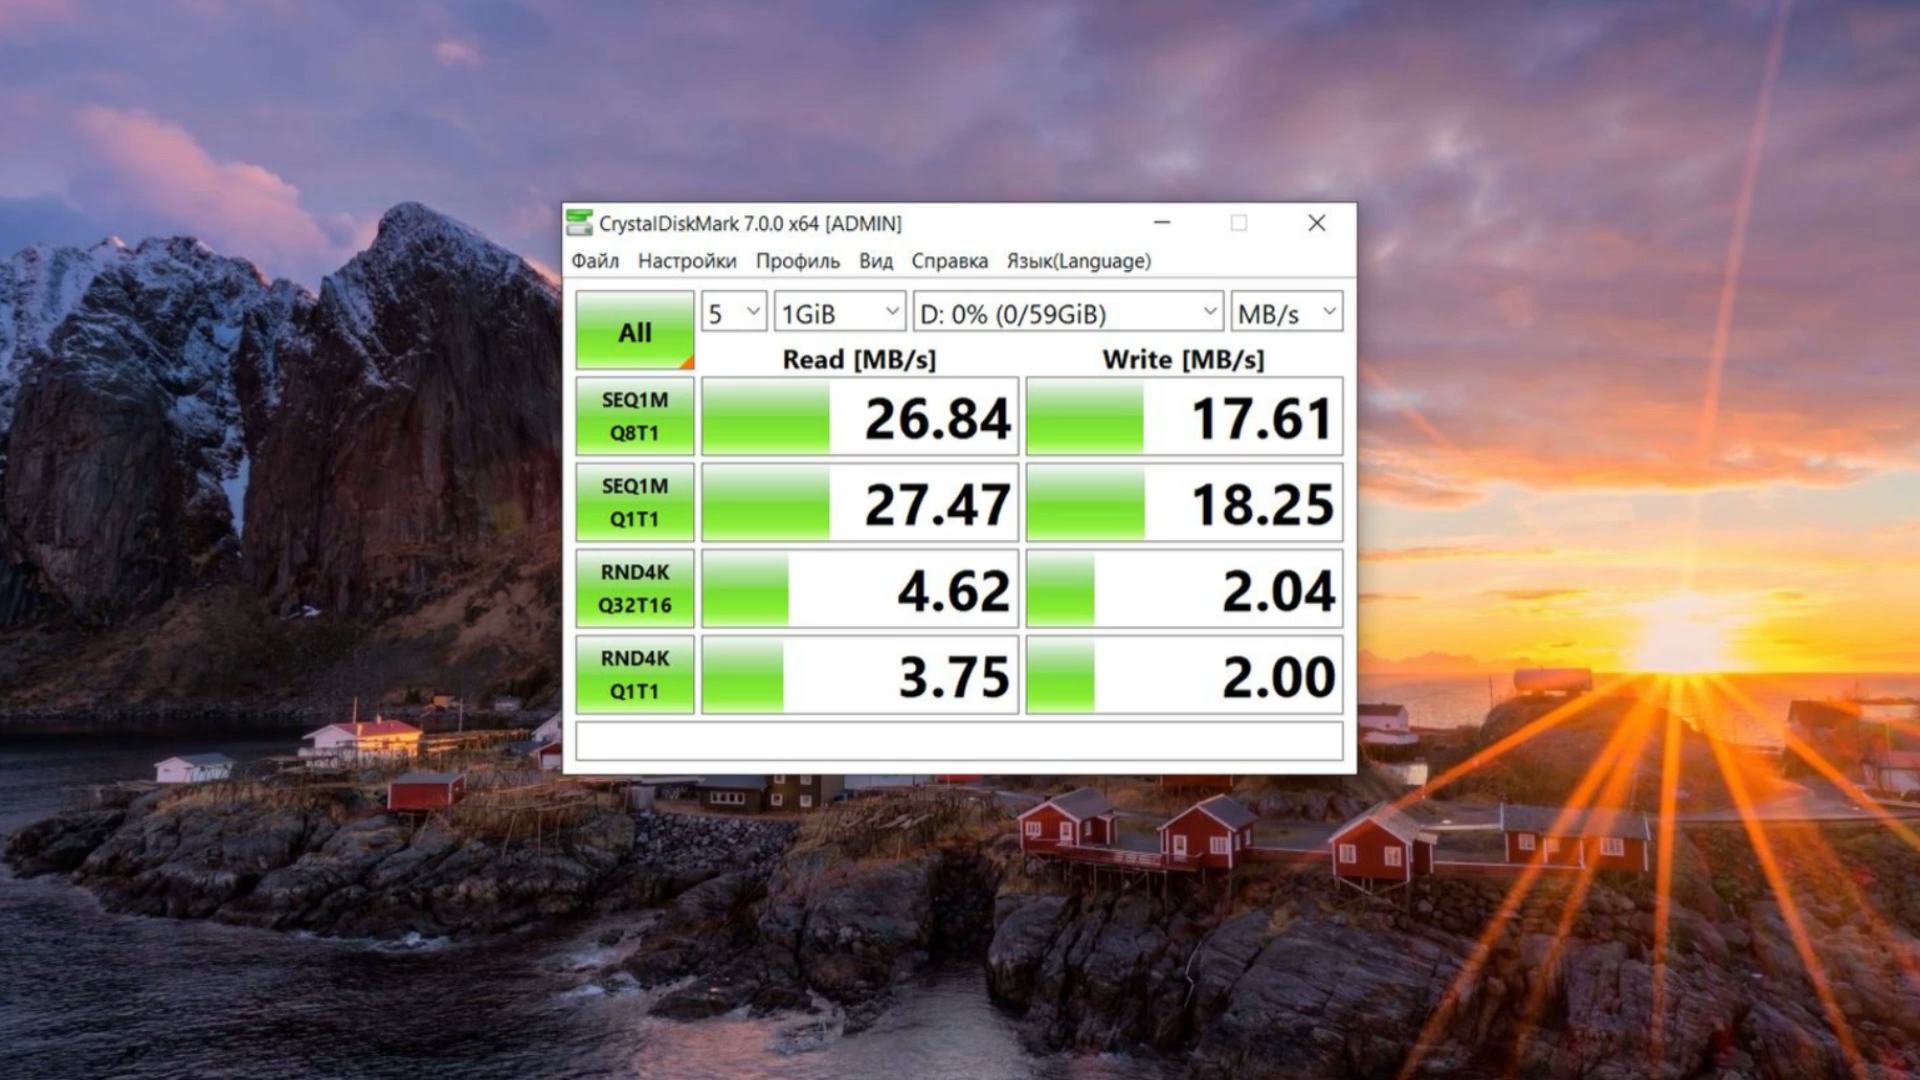 CrystalDiskMark 7.0.0 x64 [ADMIN]
Файл Настройки Профиль Вид Справка Язык(Language)
All 5 1GiB D: 0% (0/59GiB) MB/s
Read [MB/s] Write [MB/s]
SEQ1M
Q8T1 26.84 17.61
SEQ1M
Q1T1 27.47 18.25
RND4K
Q32T16 4.62 2.04
RND4K
Q1T1 3.75 2.00